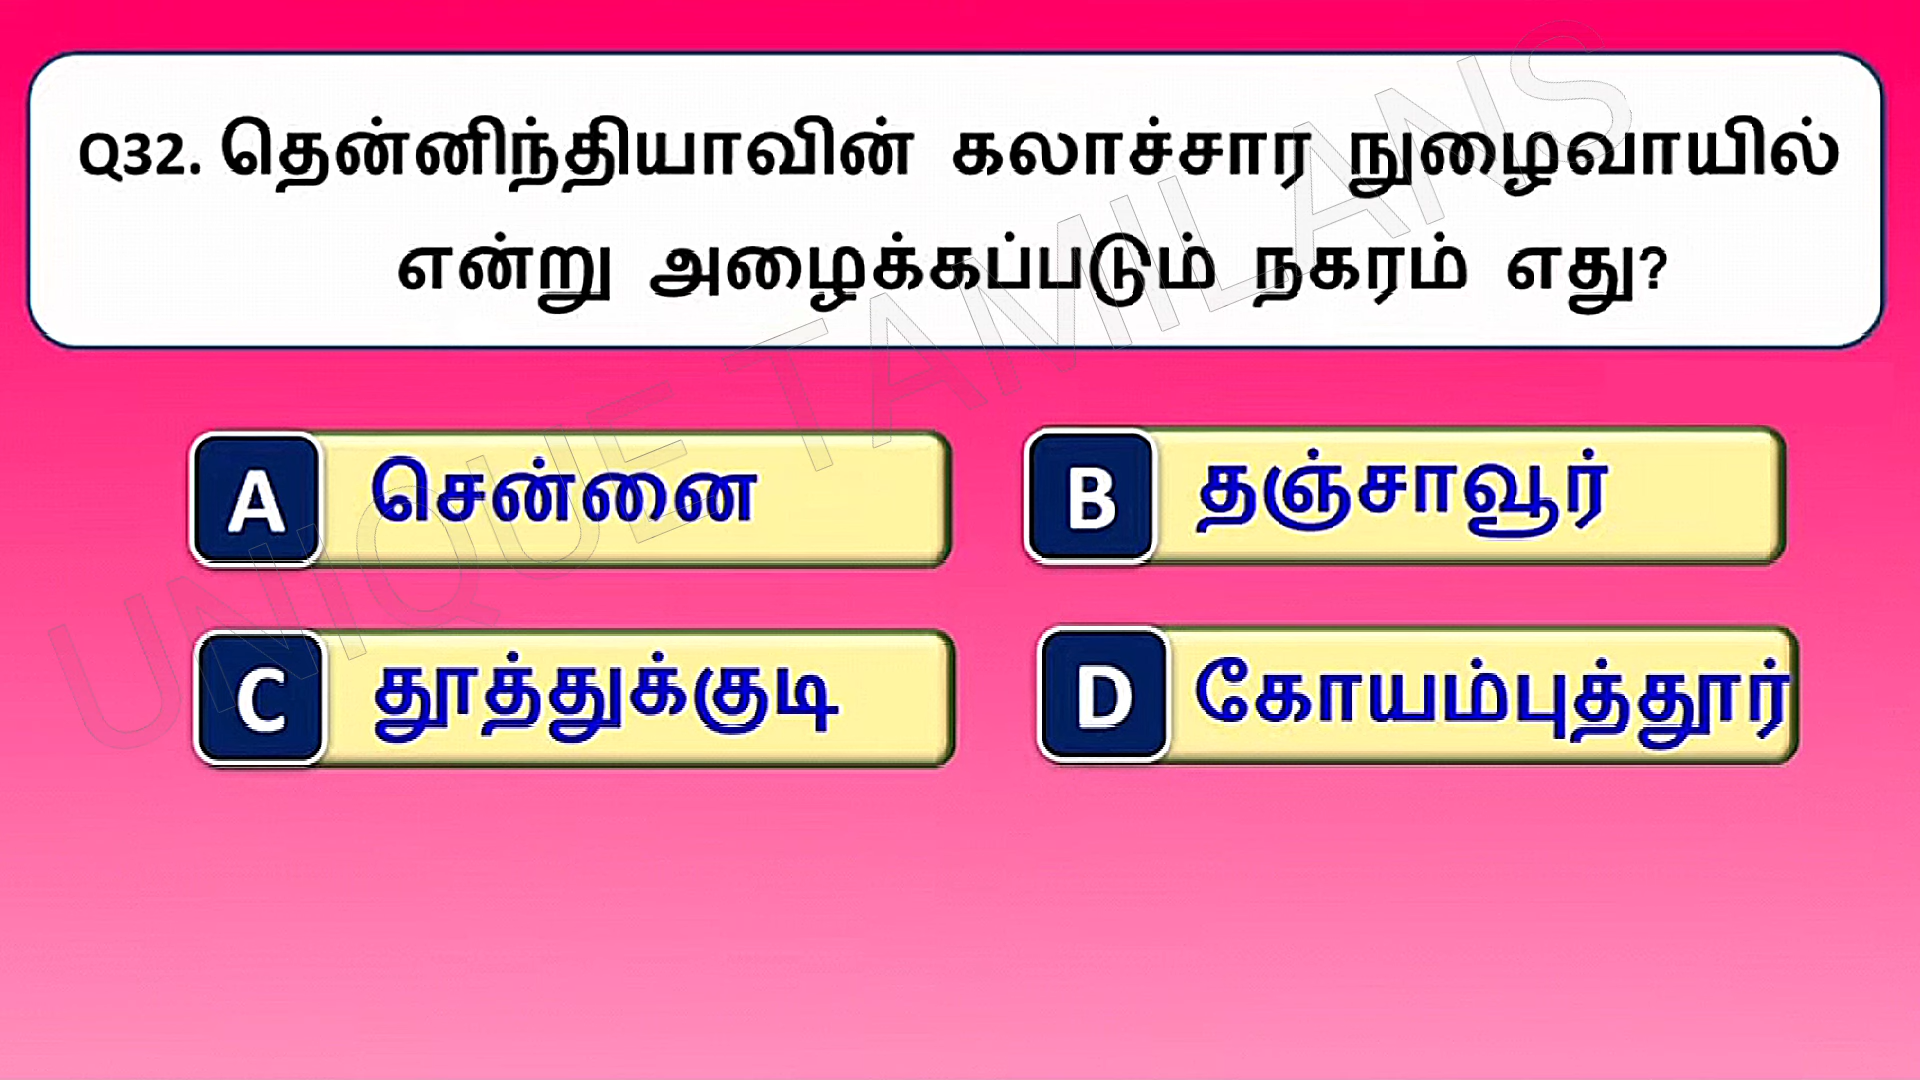 Q32. தென்னிந்தியாவின் கலாச்சார நுழைவாயில்
என்று அழைக்கப்படும் நகரம் எது?
A சென்னை
B தஞ்சாவூர்
C தூத்துக்குடி
D கோயம்புத்தூர்
UNIQUE TAMILANS